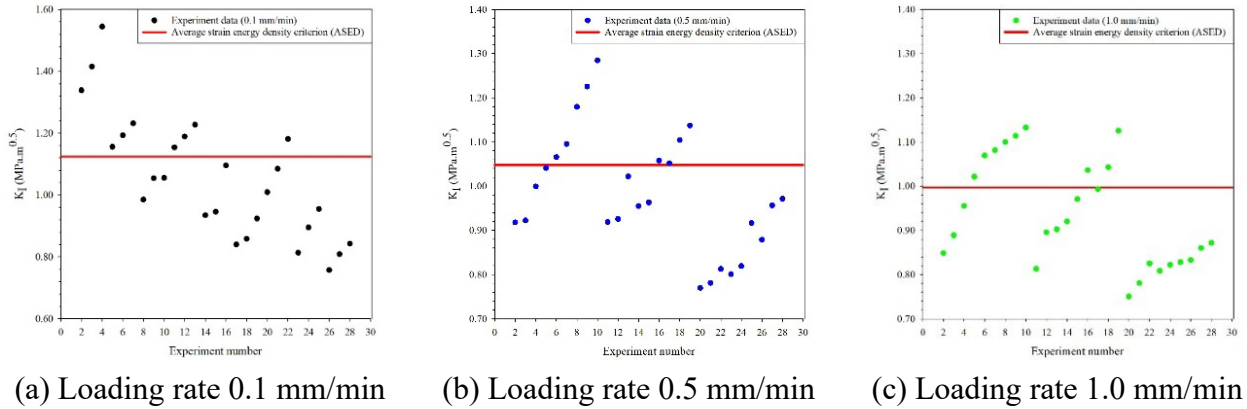 Experiment data (0.1 mm/min)
Average strain energy density criterion (ASED)
K_I (MPa.m^0.5)
1.60
1.40
1.20
1.00
0.80
0.60
0 2 4 6 8 10 12 14 16 18 20 22 24 26 28 30
Experiment number
(a) Loading rate 0.1 mm/min
Experiment data (0.5 mm/min)
Average strain energy density criterion (ASED)
K_I (MPa.m^0.5)
1.40
1.30
1.20
1.10
1.00
0.90
0.80
0.70
0 2 4 6 8 10 12 14 16 18 20 22 24 26 28 30
Experiment number
(b) Loading rate 0.5 mm/min
Experiment data (1.0 mm/min)
Average strain energy density criterion (ASED)
K_I (MPa.m^0.5)
1.40
1.30
1.20
1.10
1.00
0.90
0.80
0.70
0 2 4 6 8 10 12 14 16 18 20 22 24 26 28 30
Experiment number
(c) Loading rate 1.0 mm/min